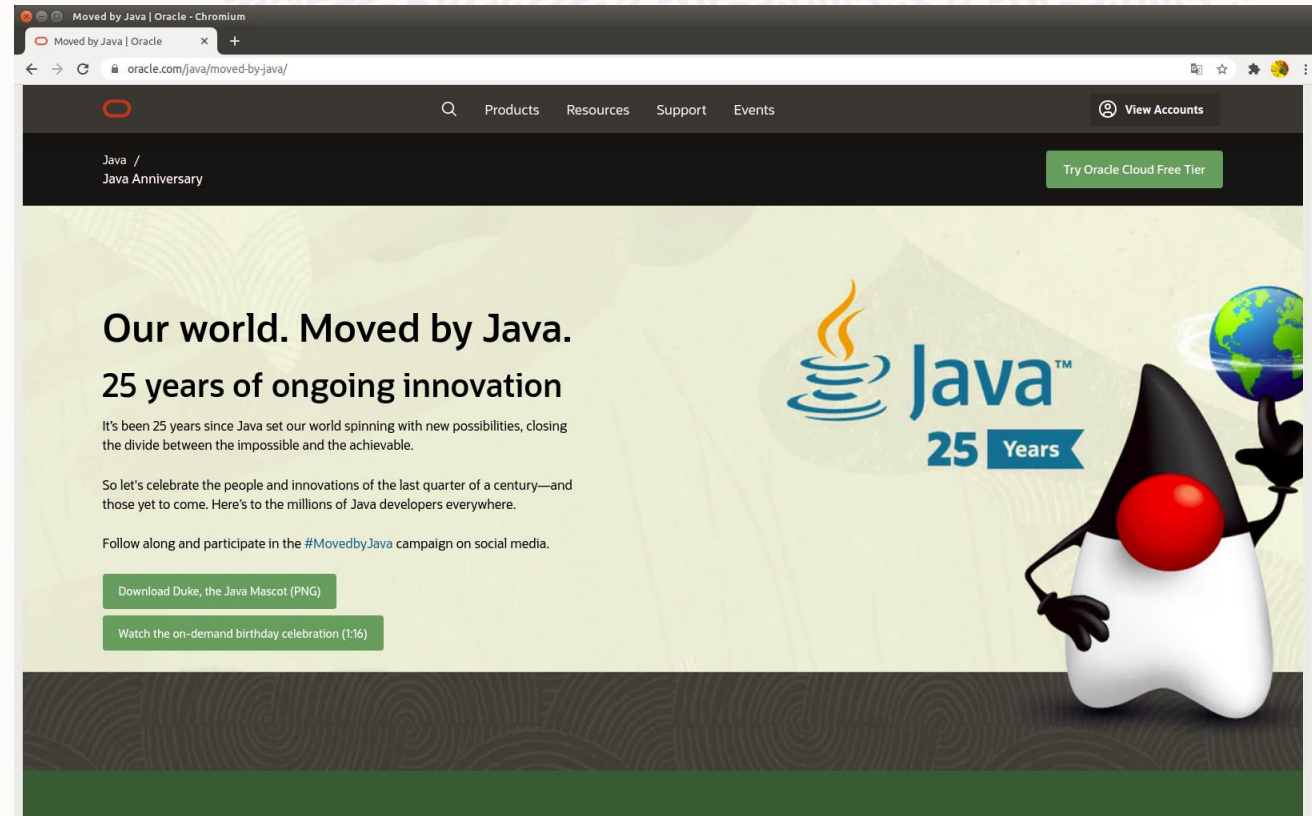 Moved by Java | Oracle - Chromium
Moved by Java | Oracle
oracle.com/java/moved-by-java/
Products Resources Support Events
View Accounts
Java /
Java Anniversary
Try Oracle Cloud Free Tier
Our world. Moved by Java.
25 years of ongoing innovation
It's been 25 years since Java set our world spinning with new possibilities, closing
the divide between the impossible and the achievable.
So let's celebrate the people and innovations of the last quarter of a century—and
those yet to come. Here's to the millions of Java developers everywhere.
Follow along and participate in the #MovedbyJava campaign on social media.
Download Duke, the Java Mascot (PNG)
Watch the on-demand birthday celebration (1:16)
Java™
25 Years